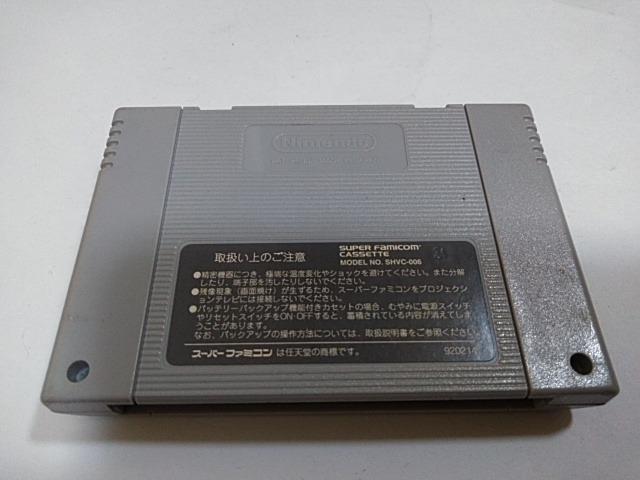 Nintendo
取扱い上のご注意
SUPER FAMICOM
CASSETTE
MODEL NO. SHVC-006
●精密機器につき、極端な温度変化やショックを避けてください。また分解
したり、端子部を汚したりしないでください。
●残像現象（画面焼け）が生ずるため、スーパーファミコンをプロジェクシ
ョンテレビには接続しないでください。
●バッテリーバックアップ機能付きカセットの場合、むやみに電源スイッチ
やリセットスイッチをON・OFFすると、蓄積されている内容が消えてしま
うことがあります。
なお、バックアップの操作方法については、取扱説明書をご参照ください。
スーパーファミコン は任天堂の商標です。
920214